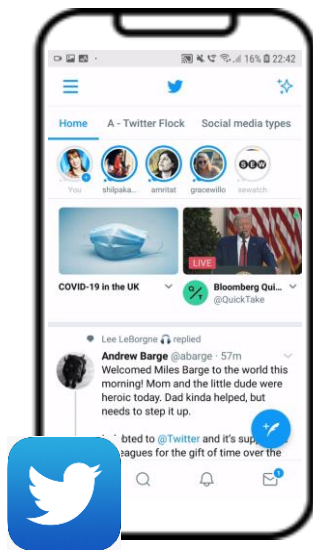 16% 22:42
Home A - Twitter Flock Social media types
You shilpaka... amritat gracewillo sewatch
SEW
LIVE
COVID-19 in the UK
Bloomberg Qui...
@QuickTake
Lee LeBorgne replied
Andrew Barge @abarge · 57m
Welcomed Miles Barge to the world this
morning! Mom and the little dude were
heroic today. Dad kinda helped, but
needs to step it up.
bted to @Twitter and it's sup
eagues for the gift of time over the
1